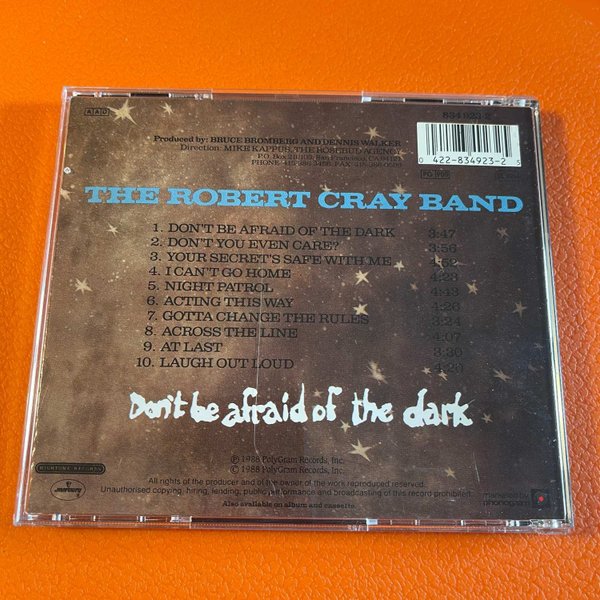 AAD
834 923-2
Produced by: BRUCE BROMBERG AND DENNIS WALKER
Direction: MIKE KAPPUS, THE ROSEBUD AGENCY
0 422-834923-2 5
THE ROBERT CRAY BAND
1. DON'T BE AFRAID OF THE DARK 3:47
2. DON'T YOU EVEN CARE? 3:56
3. YOUR SECRET'S SAFE WITH ME 4:52
4. I CAN'T GO HOME 4:23
5. NIGHT PATROL 4:43
6. ACTING THIS WAY 4:26
7. GOTTA CHANGE THE RULES 3:24
8. ACROSS THE LINE 4:07
9. AT LAST 3:30
10. LAUGH OUT LOUD 4:20
Don't be afraid of the dark
℗ 1988 PolyGram Records, Inc.
© 1988 PolyGram Records, Inc.
HIGHTONE RECORDS
mercury
All rights of the producer and of the owner of the work reproduced reserved.
Unauthorised copying, hiring, lending, public performance and broadcasting of this record prohibited.
Also available on album and cassette.
marketed by
phonogram